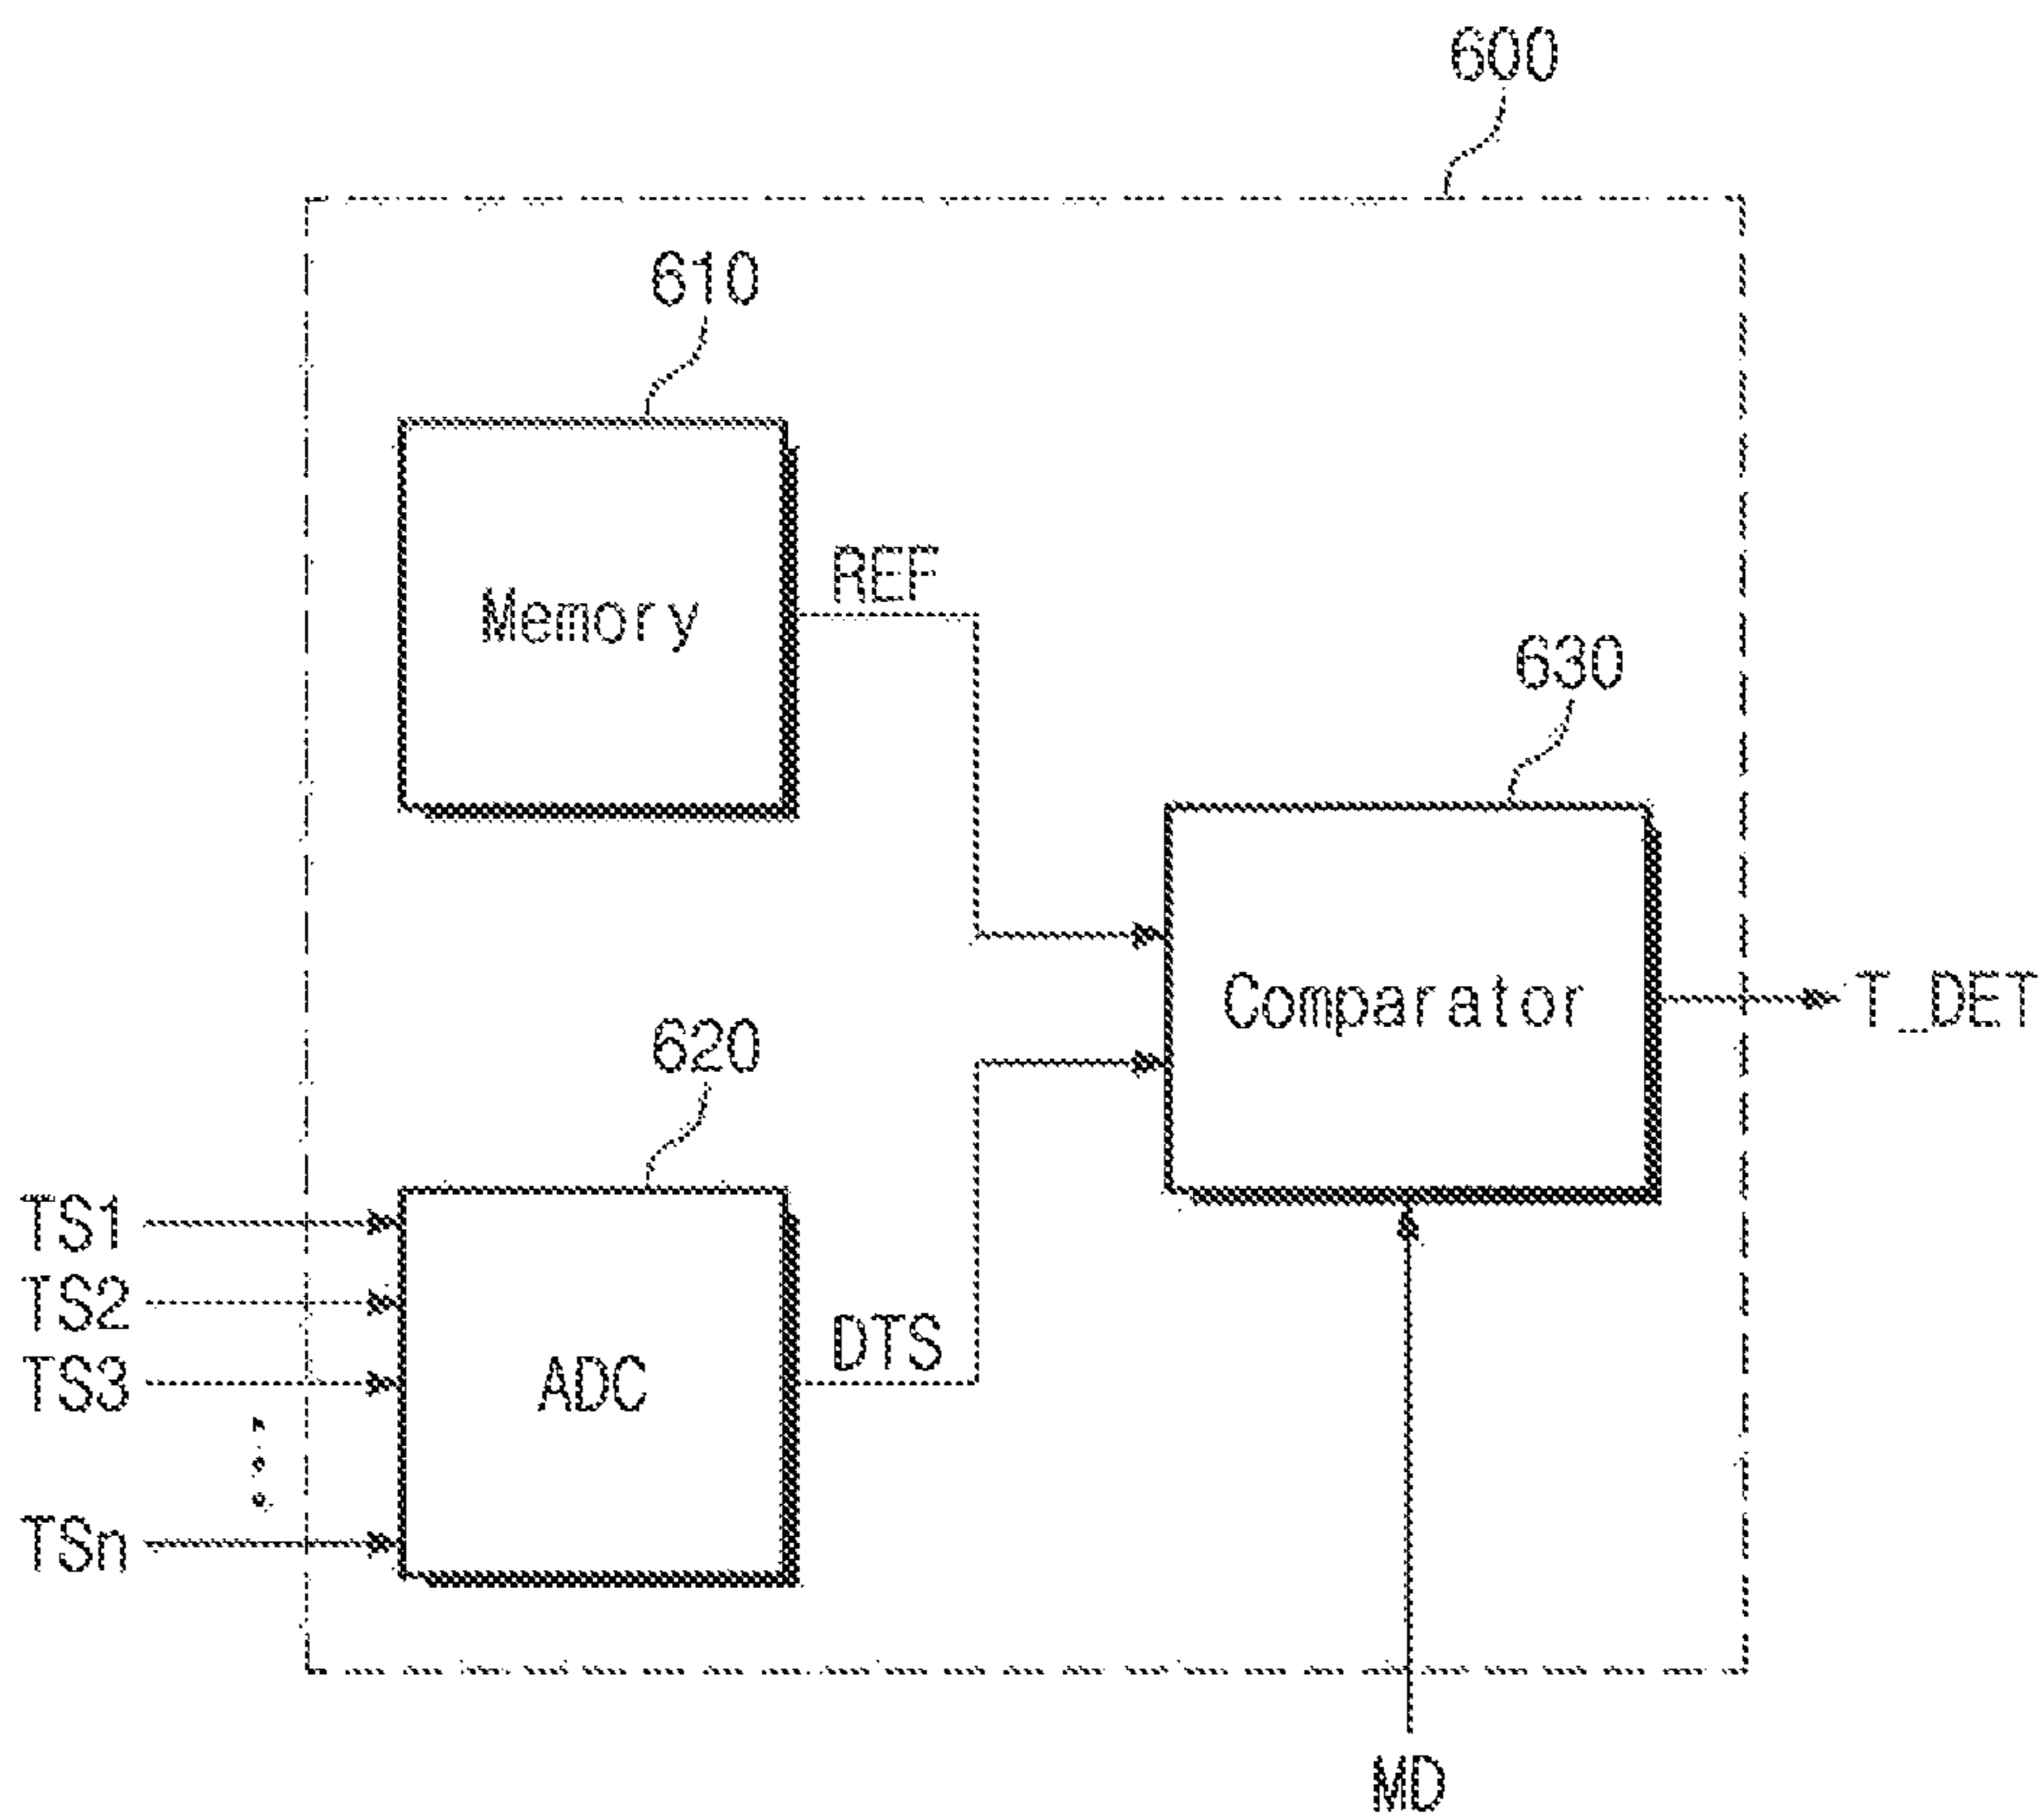 600
610
Memory
REF
630
Comparator
T_DET
620
TS1
TS2
TS3
TSn
ADC
DTS
MD